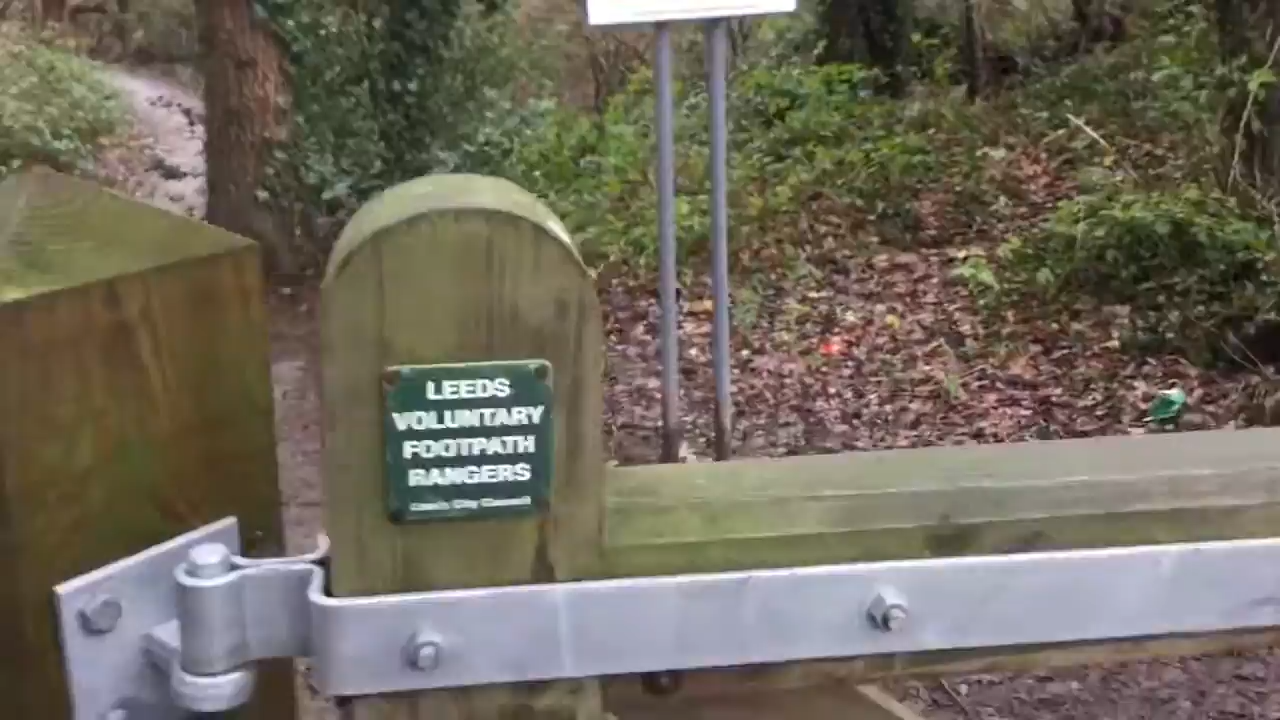 LEEDS
VOLUNTARY
FOOTPATH
RANGERS
Leeds City Council